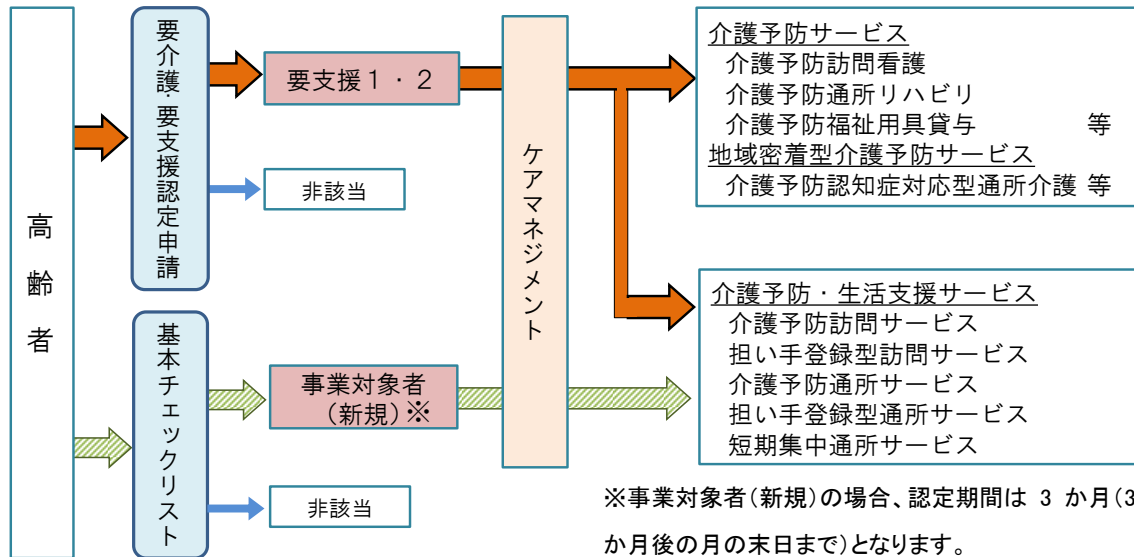 高齢者
要介護・要支援認定申請
要支援１・２
非該当
基本チェックリスト
事業対象者
（新規）※
非該当
ケアマネジメント
介護予防サービス
介護予防訪問看護
介護予防通所リハビリ
介護予防福祉用具貸与　等
地域密着型介護予防サービス
介護予防認知症対応型通所介護 等
介護予防・生活支援サービス
介護予防訪問サービス
担い手登録型訪問サービス
介護予防通所サービス
担い手登録型通所サービス
短期集中通所サービス
※事業対象者（新規）の場合、認定期間は 3 か月（3
か月後の月の末日まで）となります。